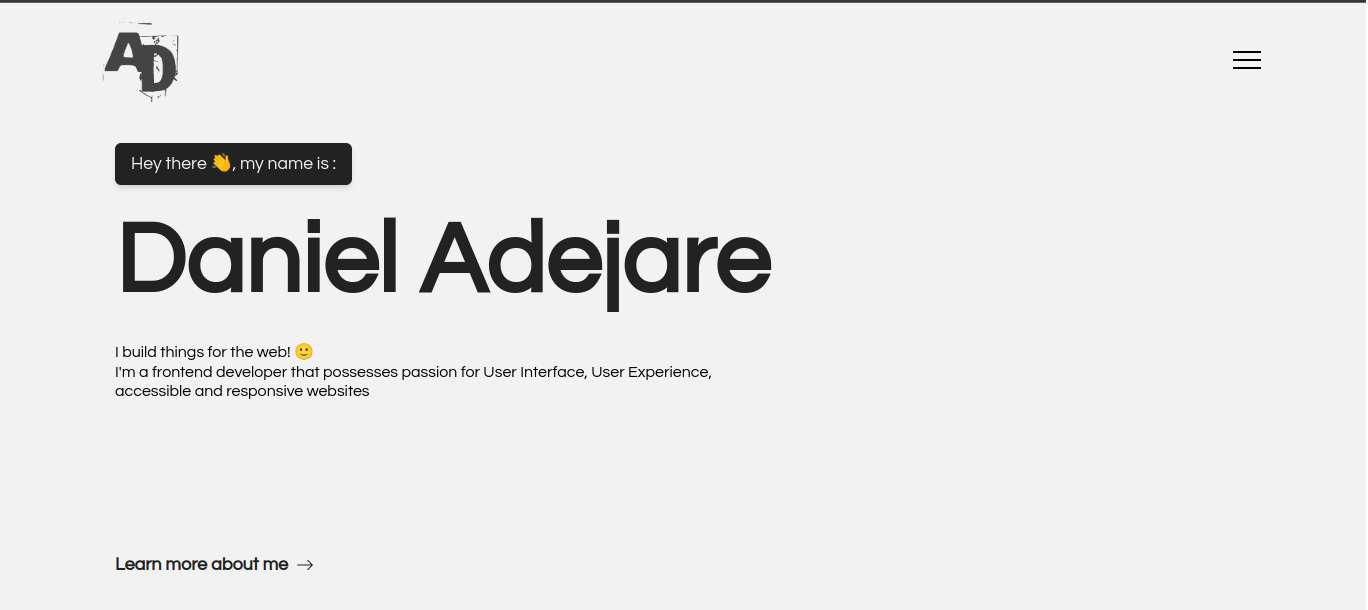 AD
Hey there 👋, my name is :
Daniel Adejare
I build things for the web! 🙂
I'm a frontend developer that possesses passion for User Interface, User Experience,
accessible and responsive websites
Learn more about me →